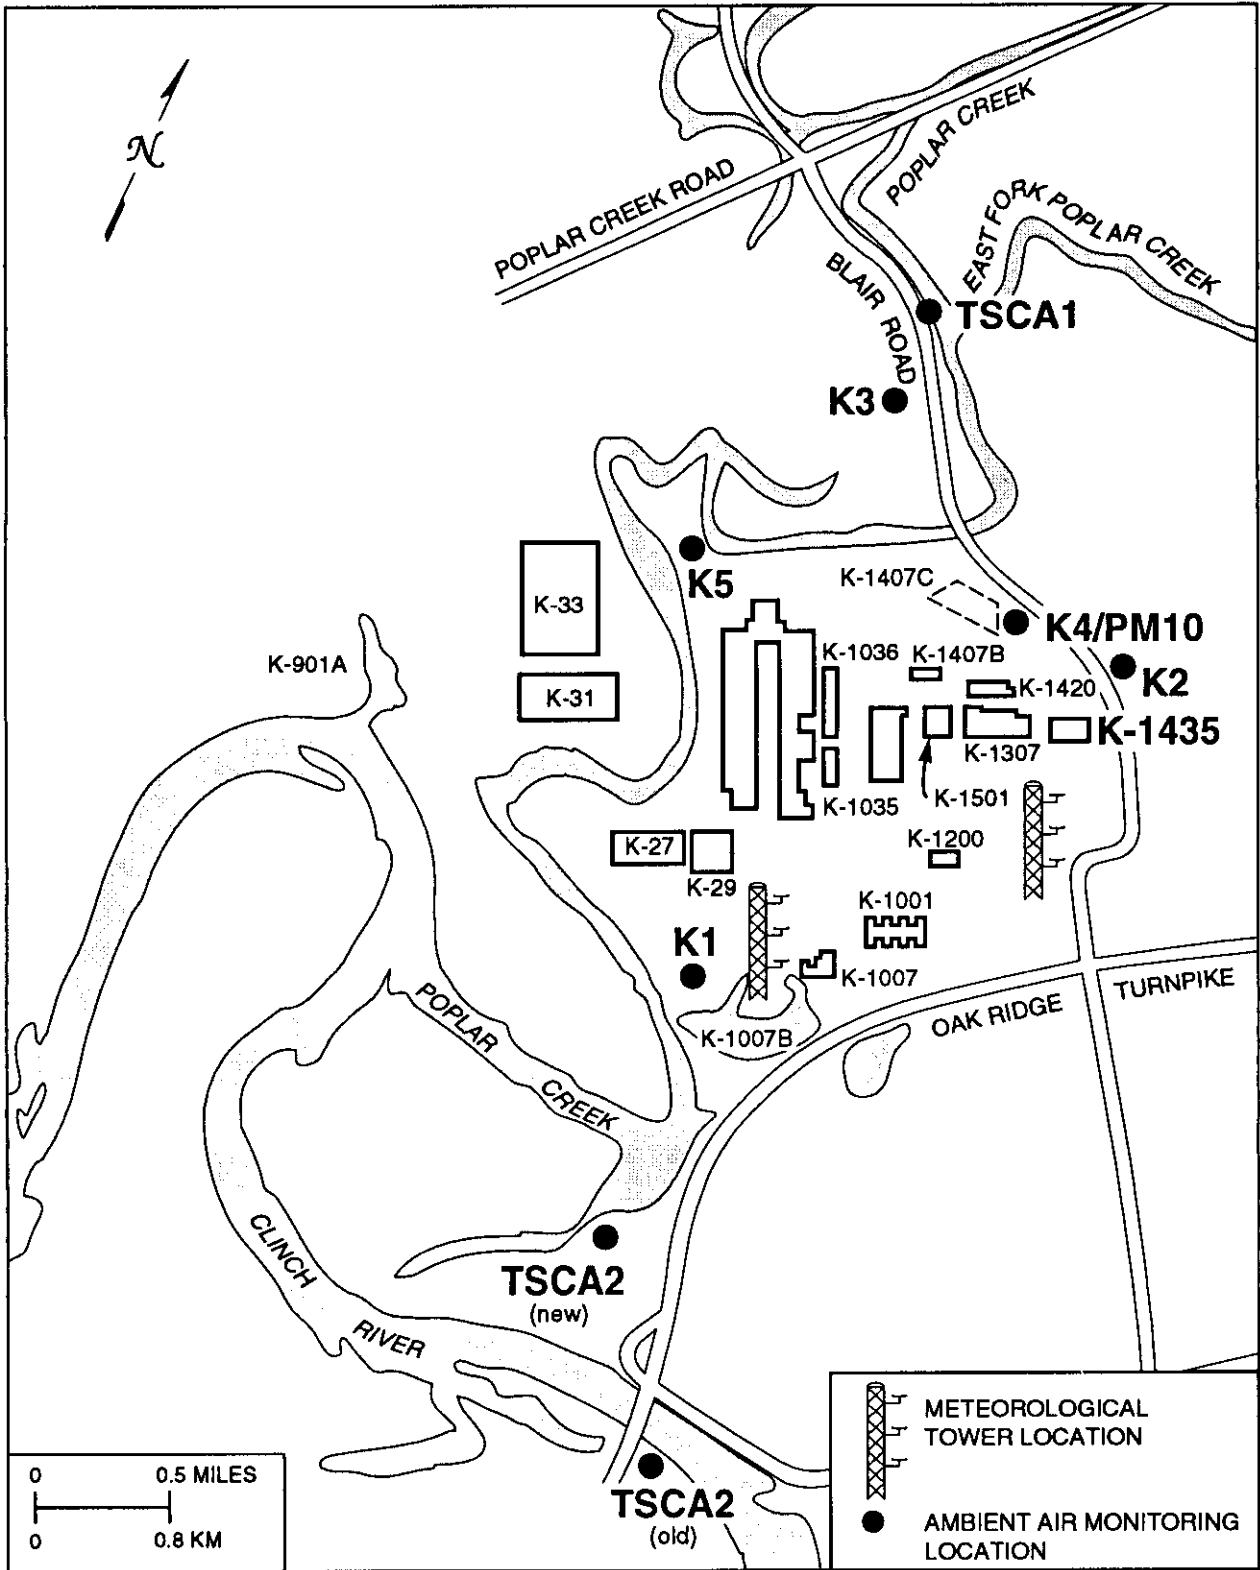 N
POPLAR CREEK ROAD
POPLAR CREEK
EAST FORK POPLAR CREEK
BLAIR ROAD
TSCA1
K3
K5
K-33
K-31
K-901A
K-1407C
K4/PM10
K-1036
K-1407B
K-1420
K2
K-1435
K-1307
K-1035
K-1501
K-1200
K-27
K-29
K-1001
K1
K-1007
K-1007B
OAK RIDGE
TURNPIKE
POPLAR
CREEK
CLINCH
RIVER
TSCA2
(new)
TSCA2
(old)
0 0.5 MILES
0 0.8 KM
METEOROLOGICAL
TOWER LOCATION
AMBIENT AIR MONITORING
LOCATION